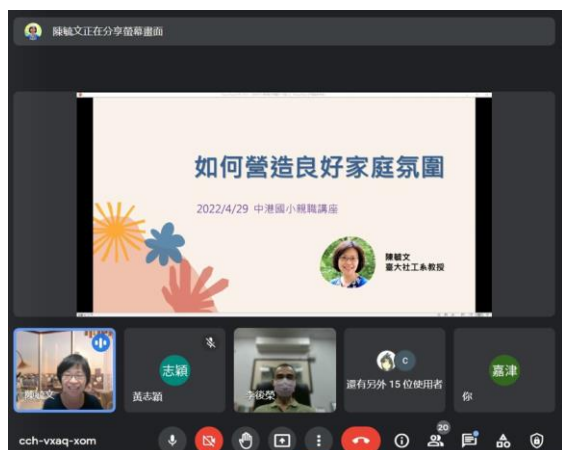 陳毓文正在分享螢幕畫面
如何營造良好家庭氛圍
2022/4/29 中港國小親職講座
陳毓文
臺大社工系教授
陳毓文
志穎
黃志穎
李俊榮
C
還有另外 15 位使用者
嘉津
你
cch-vxaq-xom
20